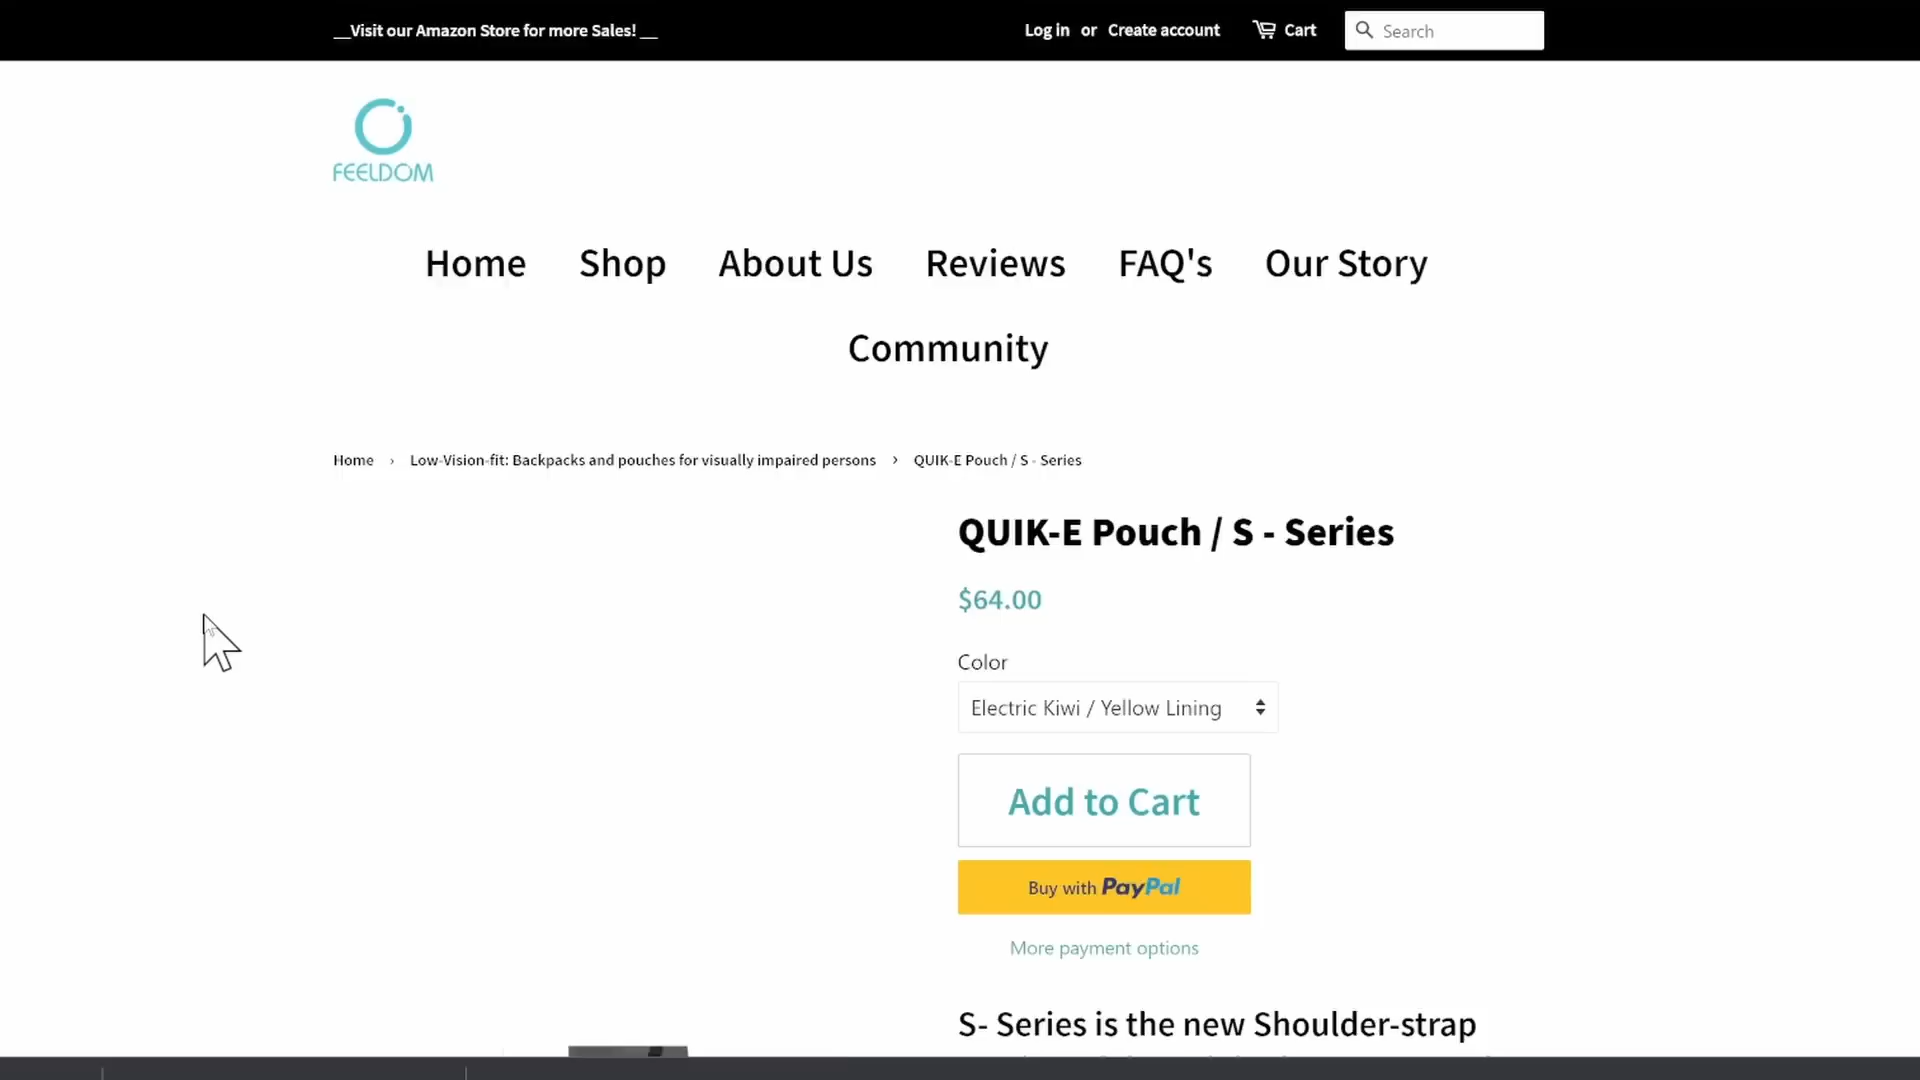 __Visit our Amazon Store for more Sales! __
Log in or Create account Cart Search
FEELDOM
Home Shop About Us Reviews FAQ's Our Story
Community
Home › Low-Vision-fit: Backpacks and pouches for visually impaired persons › QUIK-E Pouch / S - Series
QUIK-E Pouch / S - Series
$64.00
Color
Electric Kiwi / Yellow Lining
Add to Cart
Buy with PayPal
More payment options
S- Series is the new Shoulder-strap